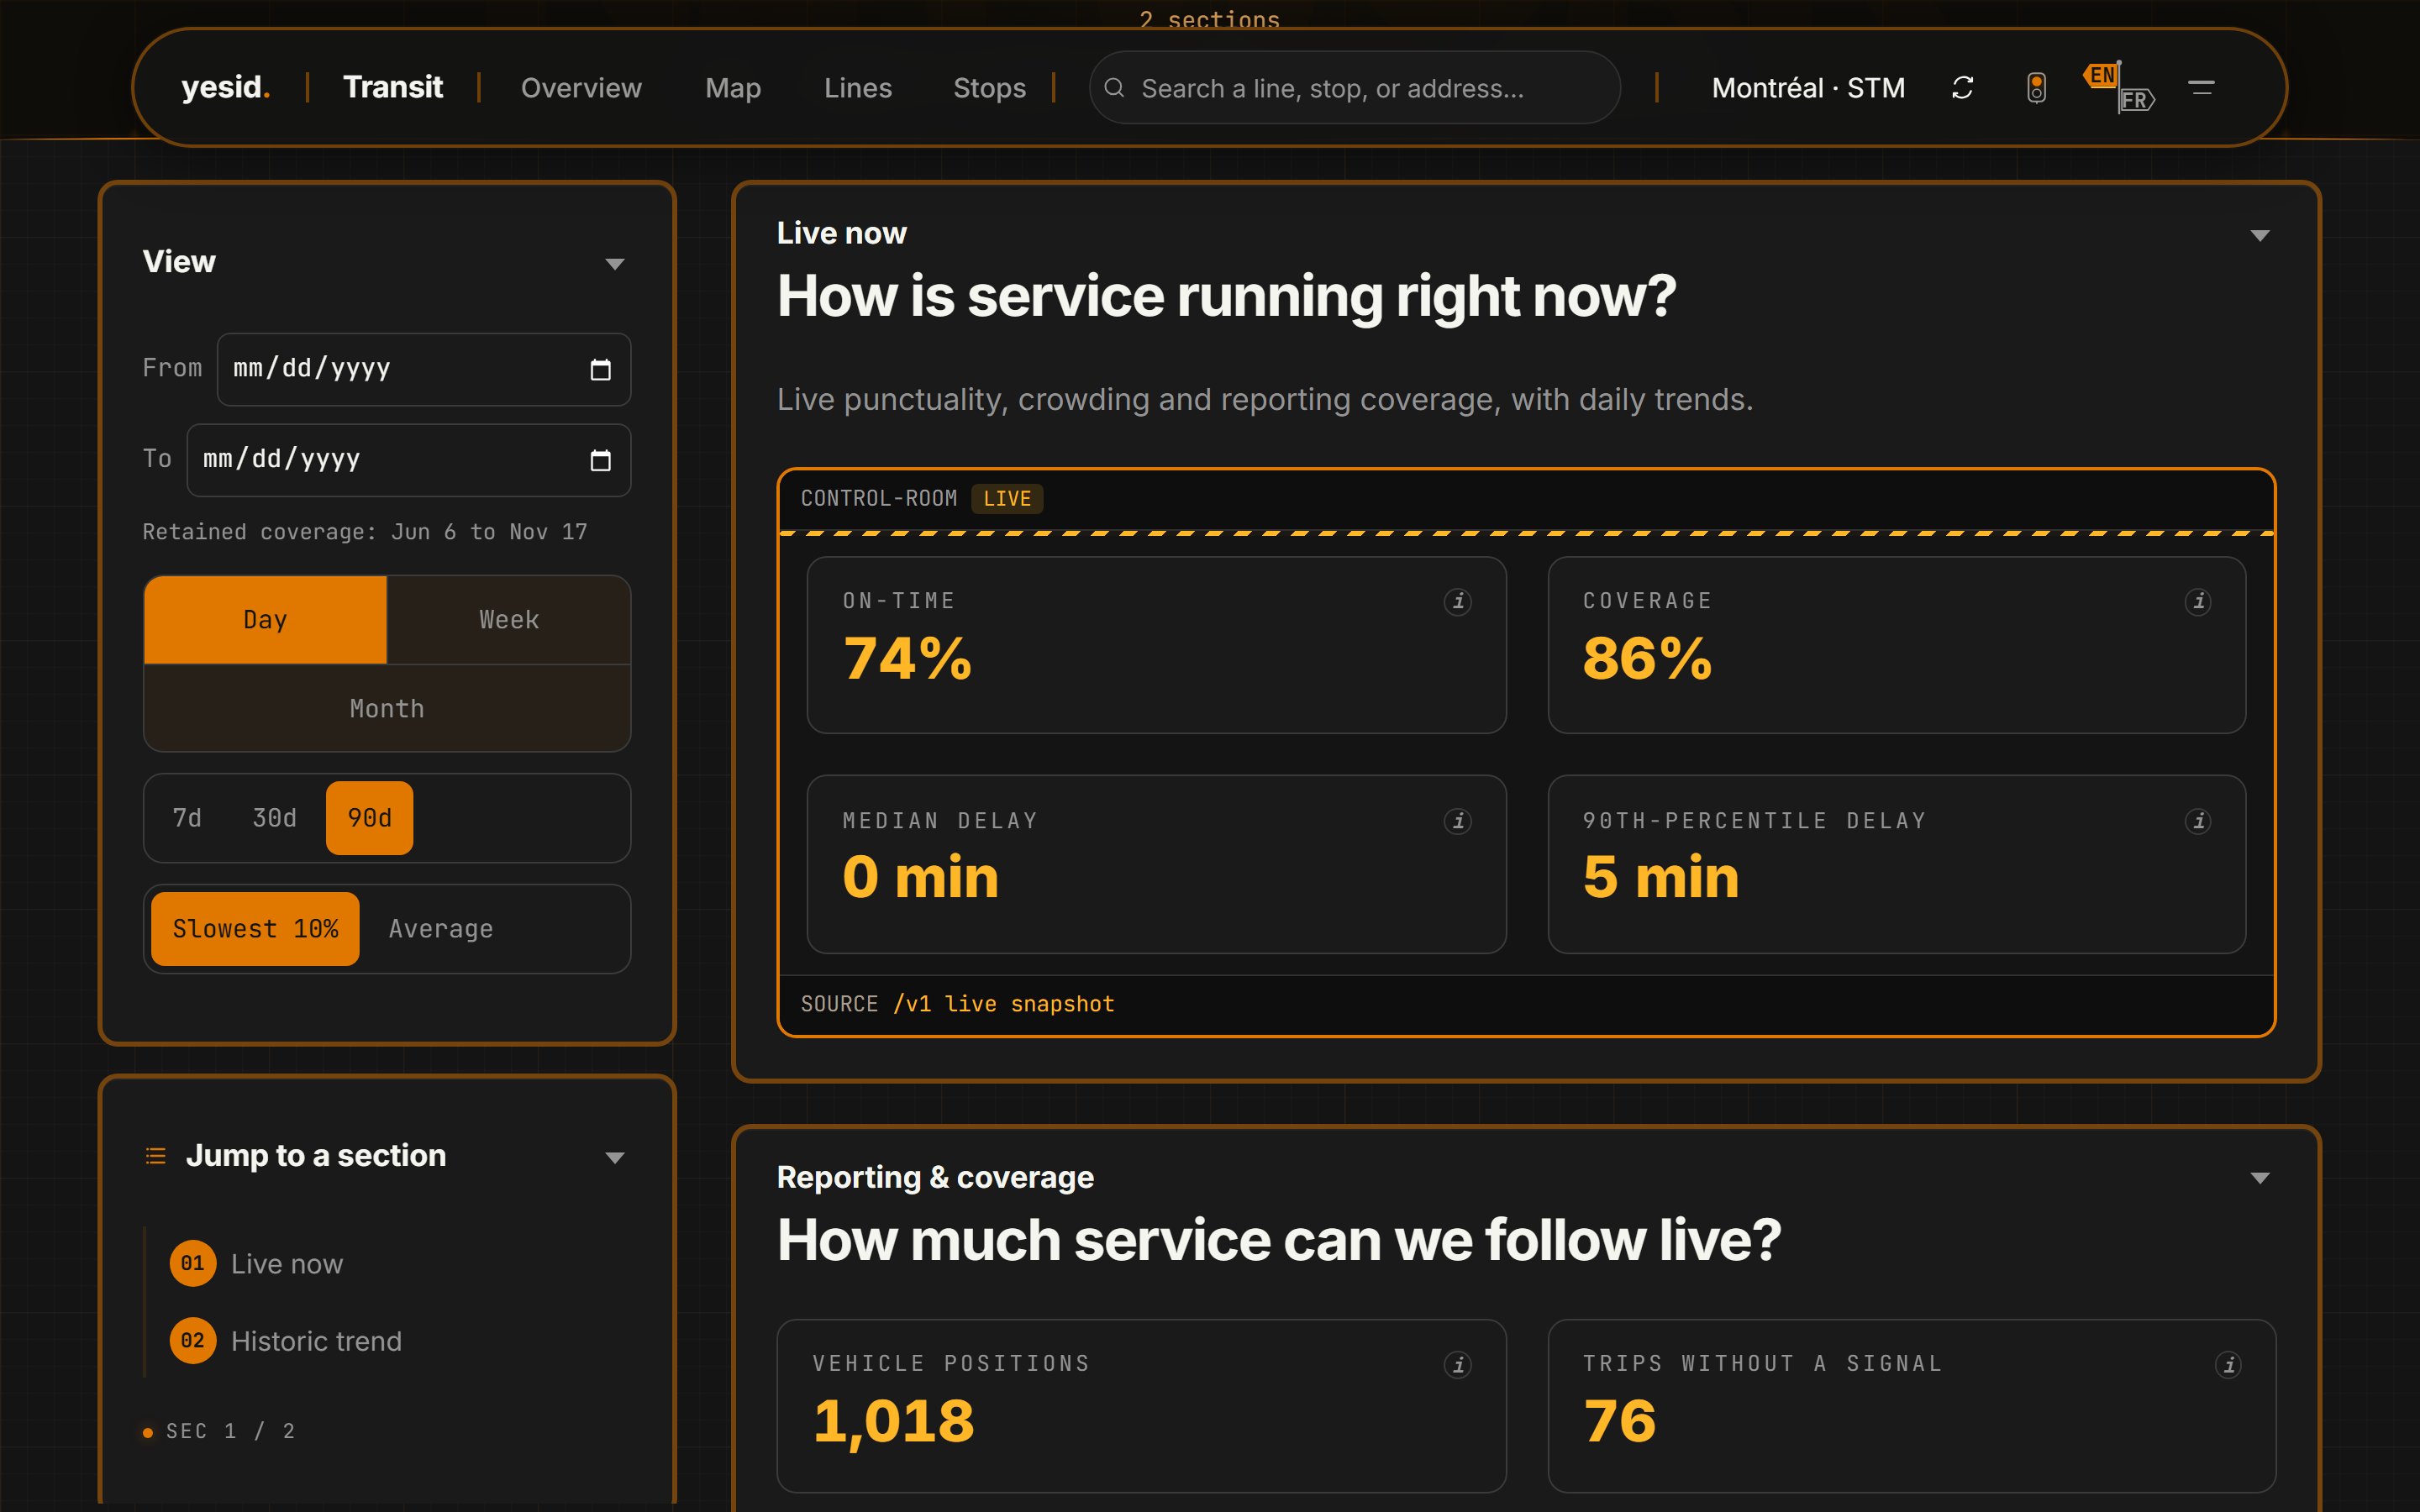 2 sections
yesid. Transit Overview Map Lines Stops Search a line, stop, or address... Montréal · STM EN FR
View
From mm/dd/yyyy
To mm/dd/yyyy
Retained coverage: Jun 6 to Nov 17
Day Week
Month
7d 30d 90d
Slowest 10% Average
Jump to a section
01 Live now
02 Historic trend
SEC 1 / 2
Live now
How is service running right now?
Live punctuality, crowding and reporting coverage, with daily trends.
CONTROL-ROOM LIVE
ON-TIME i
74%
COVERAGE i
86%
MEDIAN DELAY i
0 min
90TH-PERCENTILE DELAY i
5 min
SOURCE /v1 live snapshot
Reporting & coverage
How much service can we follow live?
VEHICLE POSITIONS i
1,018
TRIPS WITHOUT A SIGNAL i
76